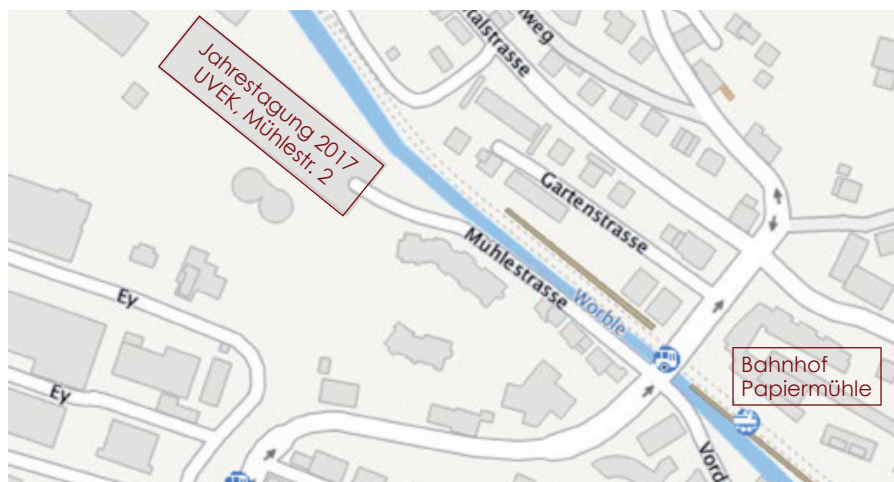 Jahrestagung 2017
UVEK, Mühlestr. 2
Gartenstrasse
Mühlestrasse
Worble
Ey
Ey
Bahnhof
Papiermühle